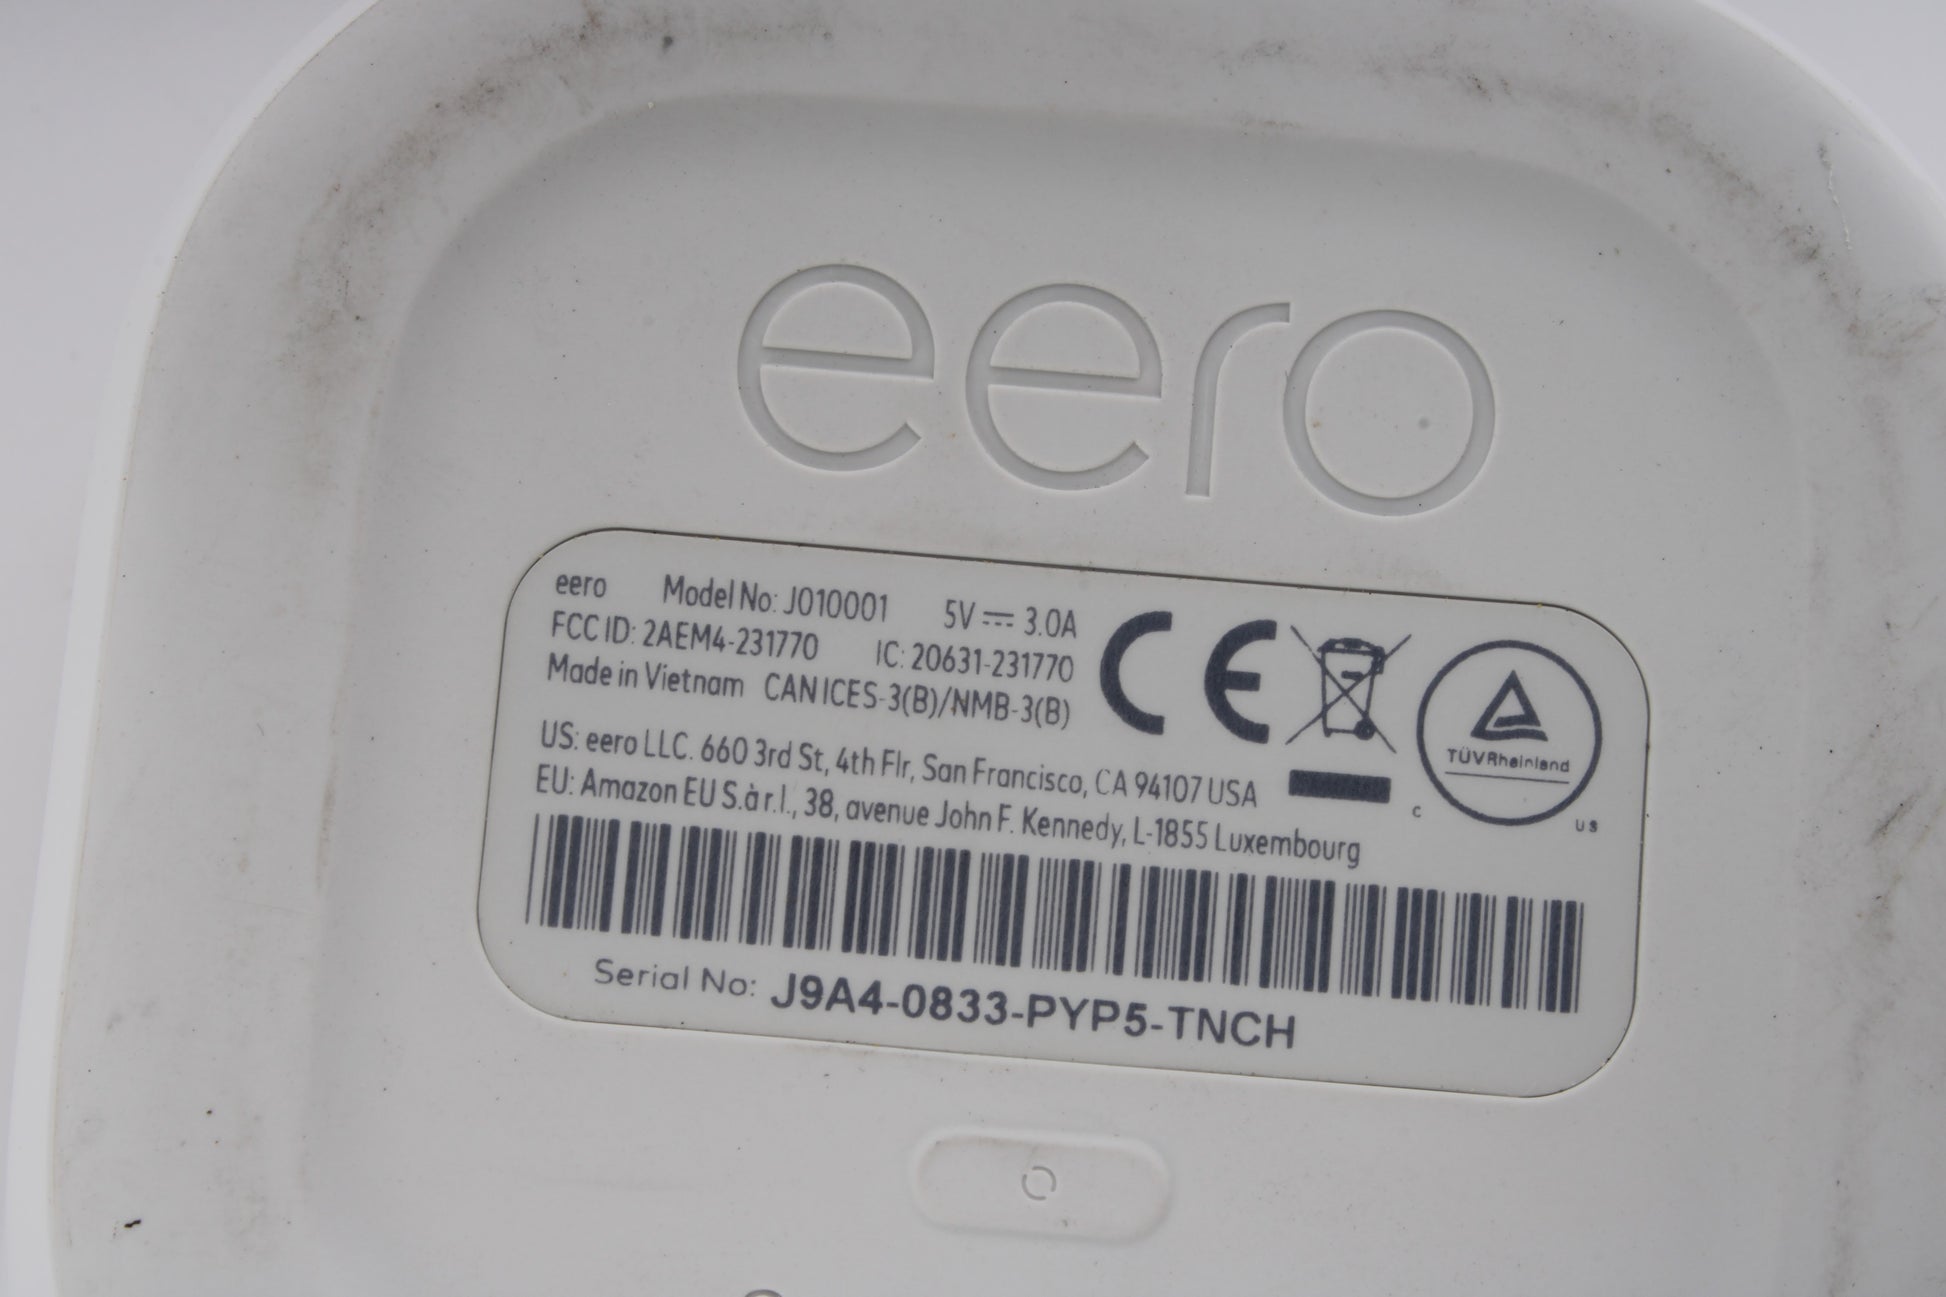 eero
eero Model No: J010001 5V ⎓ 3.0A
FCC ID: 2AEM4-231770 IC: 20631-231770
Made in Vietnam CAN ICES-3(B)/NMB-3(B)
US: eero LLC. 660 3rd St, 4th Flr, San Francisco, CA 94107 USA
EU: Amazon EU S.à r.l., 38, avenue John F. Kennedy, L-1855 Luxembourg
CE
TÜVRheinland
C US
Serial No: J9A4-0833-PYP5-TNCH